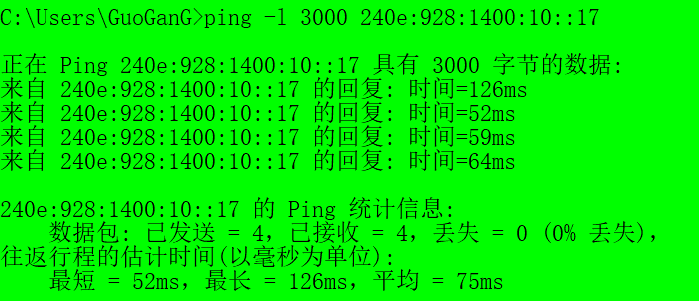 C:\Users\GuoGanG>ping -l 3000 240e:928:1400:10::17
正在 Ping 240e:928:1400:10::17 具有 3000 字节的数据:
来自 240e:928:1400:10::17 的回复: 时间=126ms
来自 240e:928:1400:10::17 的回复: 时间=52ms
来自 240e:928:1400:10::17 的回复: 时间=59ms
来自 240e:928:1400:10::17 的回复: 时间=64ms
240e:928:1400:10::17 的 Ping 统计信息:
数据包: 已发送 = 4，已接收 = 4，丢失 = 0 (0% 丢失)，
往返行程的估计时间(以毫秒为单位):
最短 = 52ms，最长 = 126ms，平均 = 75ms